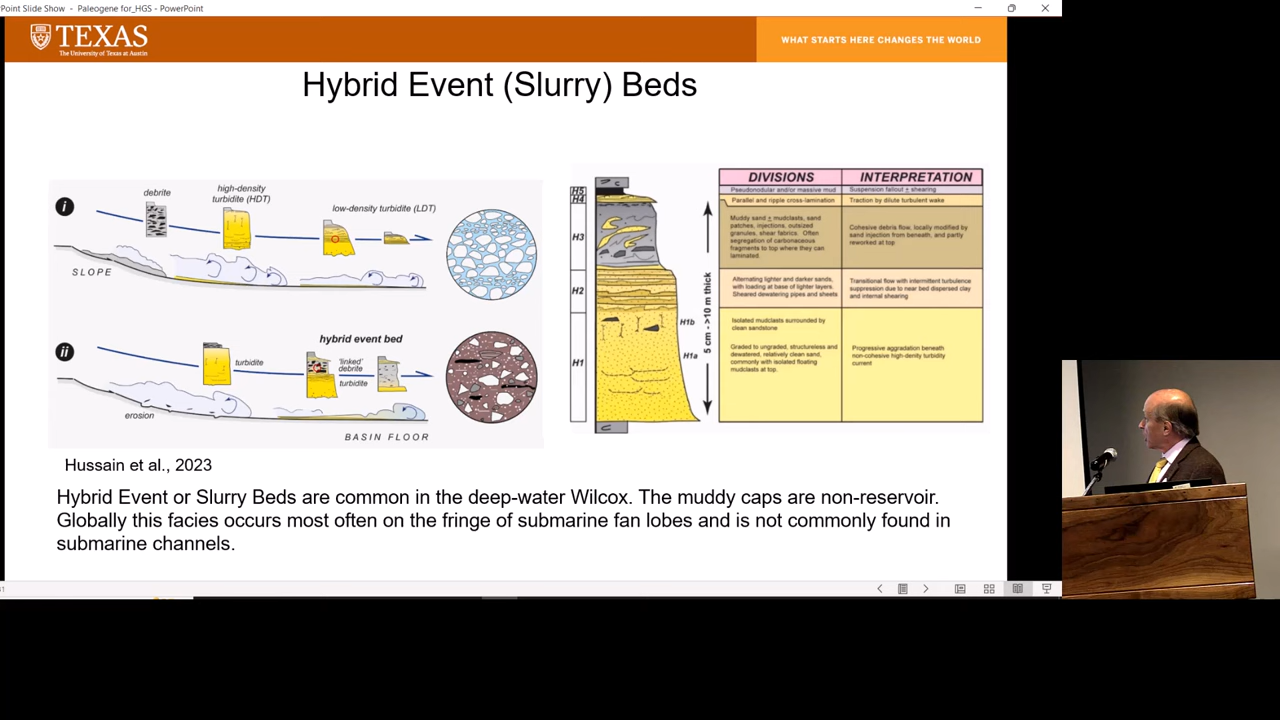 Point Slide Show - Paleogene for_HGS - PowerPoint
TEXAS
The University of Texas at Austin
WHAT STARTS HERE CHANGES THE WORLD
Hybrid Event (Slurry) Beds
i
debrite
high-density
turbidite (HDT)
low-density turbidite (LDT)
SLOPE
ii
turbidite
hybrid event bed
'linked'
debrite
turbidite
erosion
BASIN FLOOR
H5
H4
H3
H2
H1
H1b
H1a
5 cm - >10 m thick
DIVISIONS
INTERPRETATION
Pseudonodular and/or massive mud
Suspension fallout ± shearing
Parallel and ripple cross-lamination
Traction by dilute turbulent wake
Muddy sand ± mudclasts, sand
patches, injections, outsized
granules, shear fabrics. Often
segregation of carbonaceous
fragments to top where they can
laminated.
Cohesive debris flow, locally modified by
sand injection from beneath, and partly
reworked at top
Alternating lighter and darker sands,
with loading at base of lighter layers.
Sheared dewatering pipes and sheets
Transitional flow with intermittent turbulence
suppression due to near bed dispersed clay
and internal shearing
Isolated mudclasts surrounded by
clean sandstone
Graded to ungraded, structureless and
dewatered, relatively clean sand,
commonly with isolated floating
mudclasts at top.
Progressive aggradation beneath
non-cohesive high-denity turbidity
current
Hussain et al., 2023
Hybrid Event or Slurry Beds are common in the deep-water Wilcox. The muddy caps are non-reservoir.
Globally this facies occurs most often on the fringe of submarine fan lobes and is not commonly found in
submarine channels.